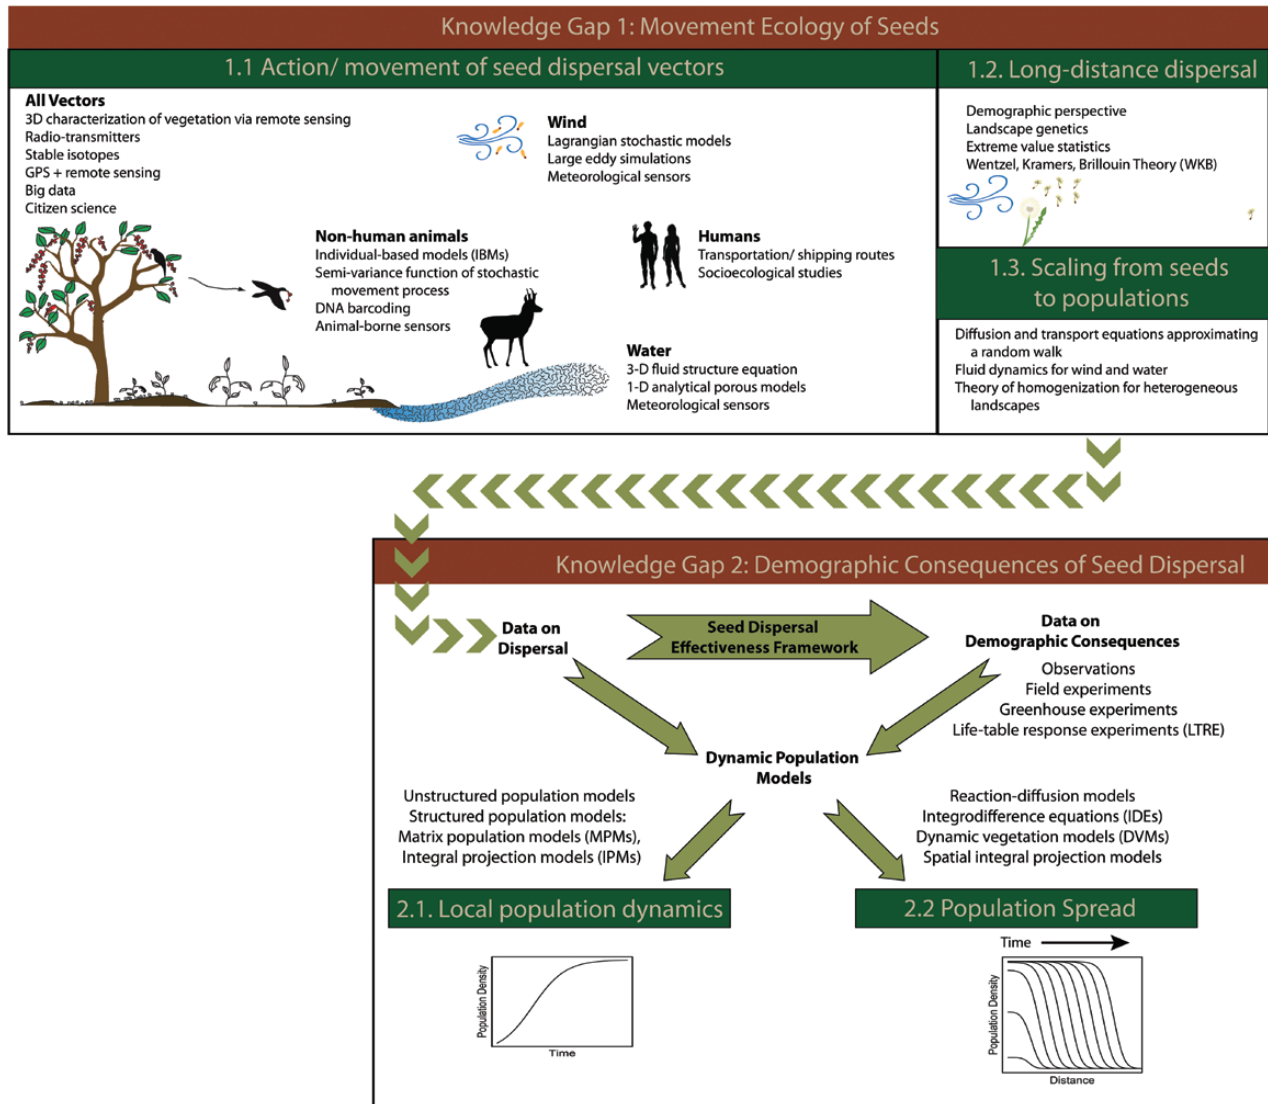 Knowledge Gap 1: Movement Ecology of Seeds
1.1 Action/ movement of seed dispersal vectors
All Vectors
3D characterization of vegetation via remote sensing
Radio-transmitters
Stable isotopes
GPS + remote sensing
Big data
Citizen science
Wind
Lagrangian stochastic models
Large eddy simulations
Meteorological sensors
Non-human animals
Individual-based models (IBMs)
Semi-variance function of stochastic
movement process
DNA barcoding
Animal-borne sensors
Humans
Transportation/ shipping routes
Socioecological studies
Water
3-D fluid structure equation
1-D analytical porous models
Meteorological sensors
1.2. Long-distance dispersal
Demographic perspective
Landscape genetics
Extreme value statistics
Wentzel, Kramers, Brillouin Theory (WKB)
1.3. Scaling from seeds
to populations
Diffusion and transport equations approximating
a random walk
Fluid dynamics for wind and water
Theory of homogenization for heterogeneous
landscapes
Knowledge Gap 2: Demographic Consequences of Seed Dispersal
Data on
Dispersal
Seed Dispersal
Effectiveness Framework
Data on
Demographic Consequences
Observations
Field experiments
Greenhouse experiments
Life-table response experiments (LTRE)
Dynamic Population
Models
Unstructured population models
Structured population models:
Matrix population models (MPMs),
Integral projection models (IPMs)
Reaction-diffusion models
Integrodifference equations (IDEs)
Dynamic vegetation models (DVMs)
Spatial integral projection models
2.1. Local population dynamics
Population Density
Time
2.2 Population Spread
Time
Population Density
Distance